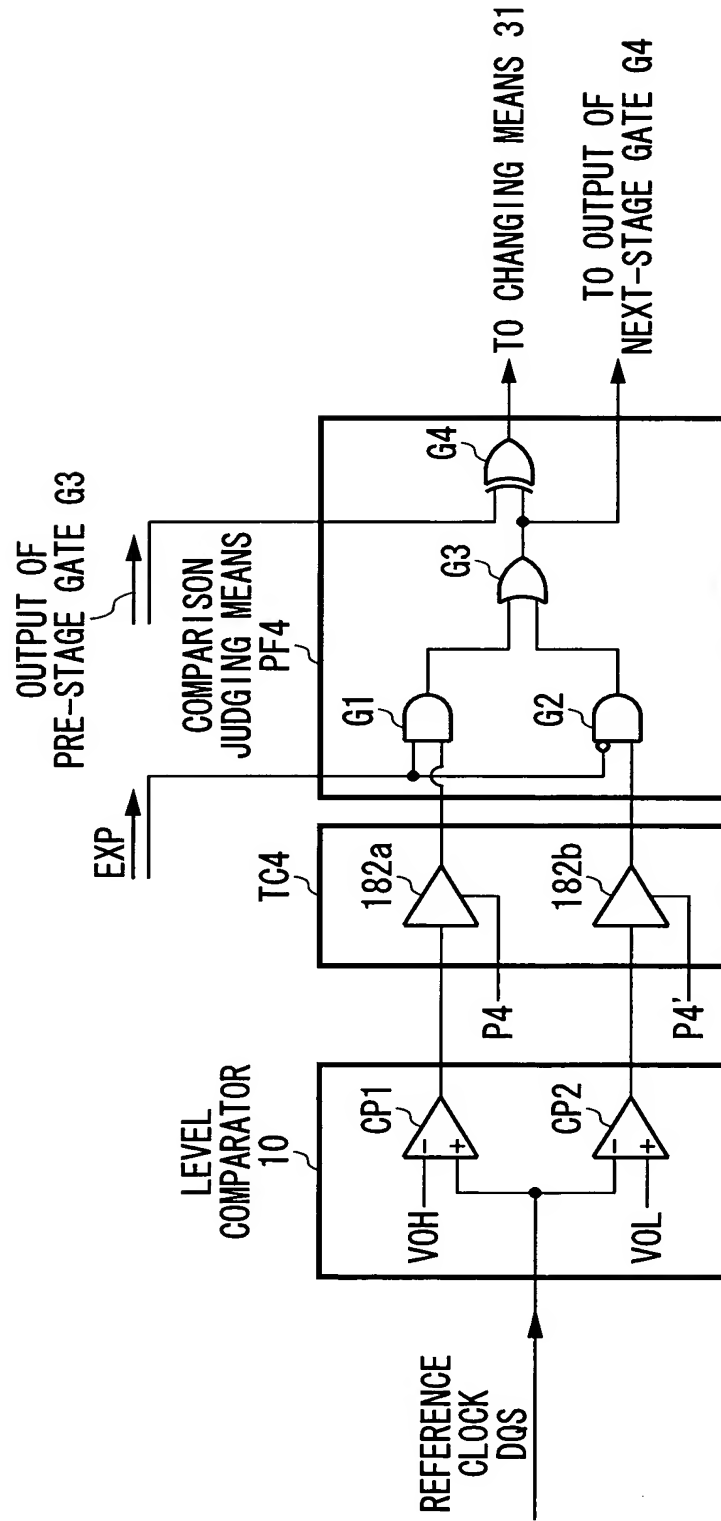 OUTPUT OF
PRE-STAGE GATE G3
EXP
LEVEL
COMPARATOR
10
TC4
COMPARISON
JUDGING MEANS
PF4
VOH
CP1
-
+
182a
P4
G1
G4
TO CHANGING MEANS 31
G3
REFERENCE
CLOCK
DQS
VOL
CP2
-
+
182b
P4'
G2
TO OUTPUT OF
NEXT-STAGE GATE G4